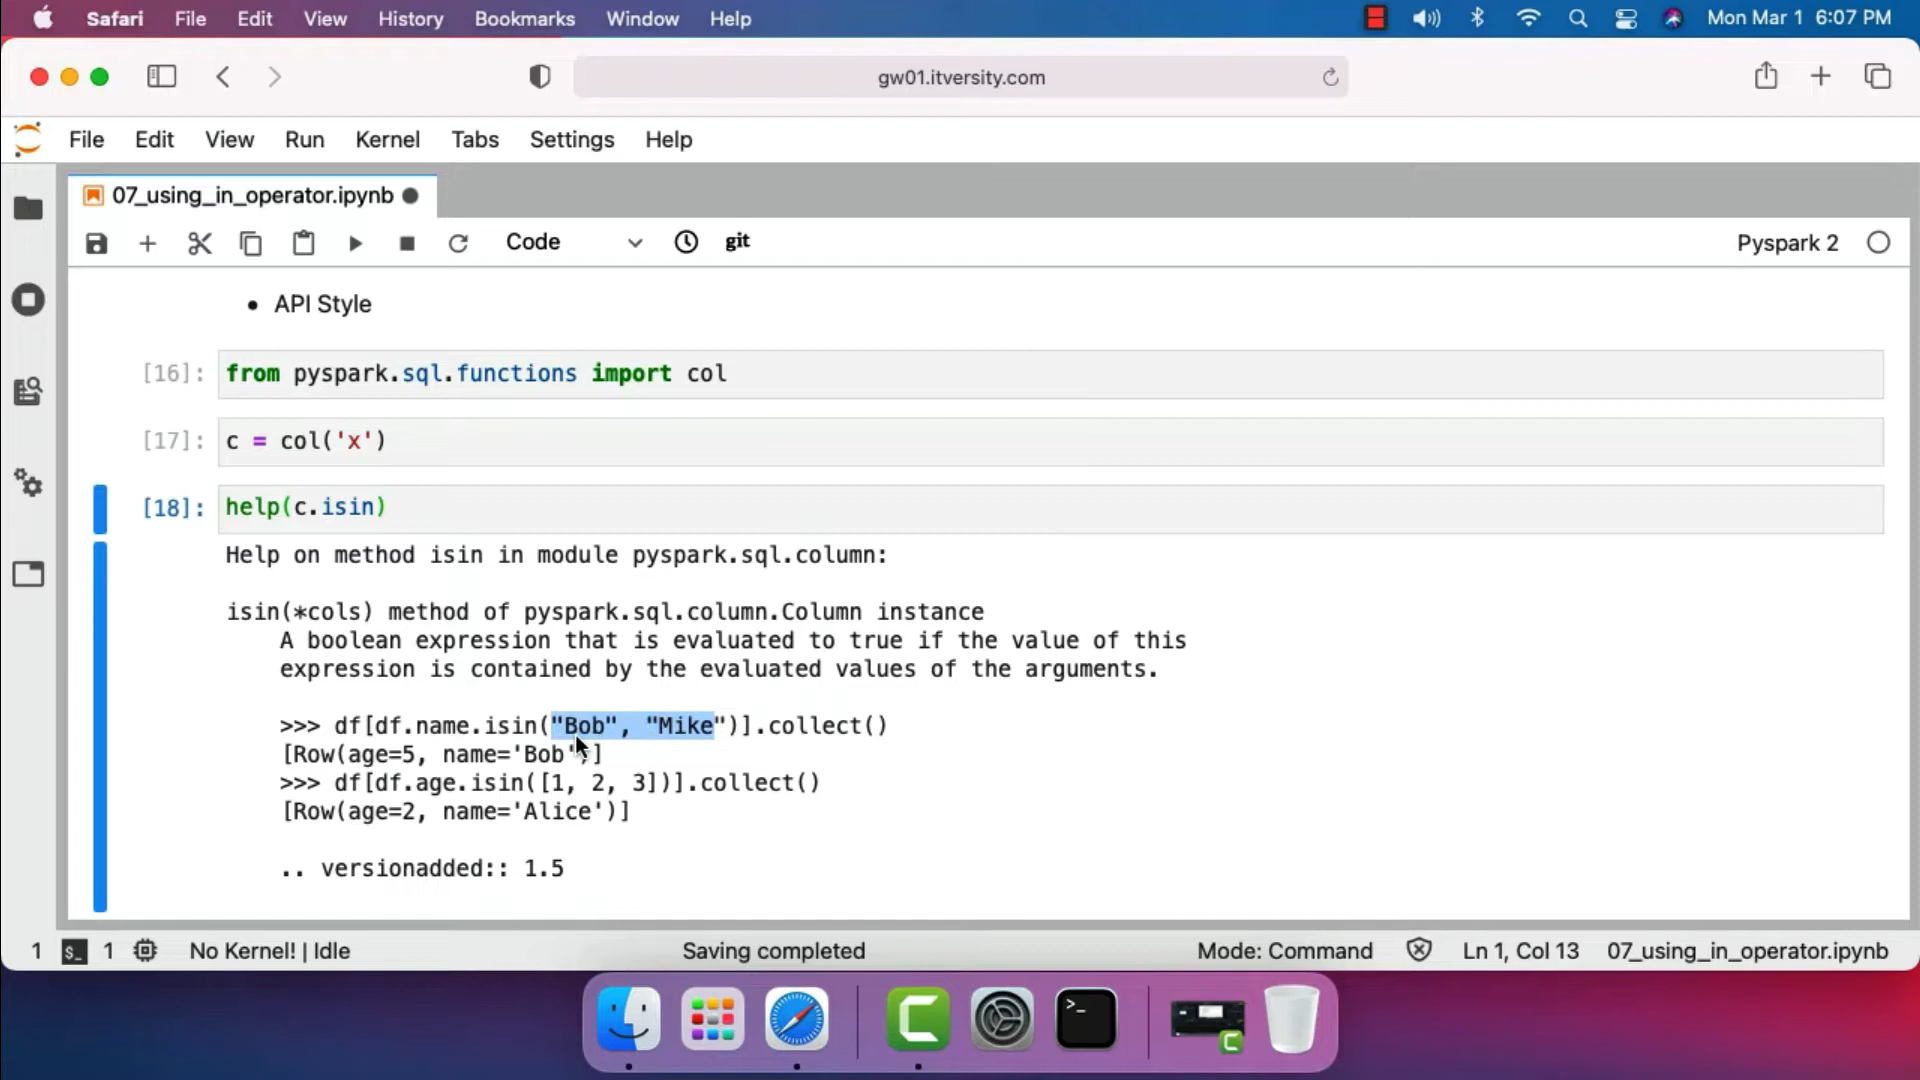 Safari File Edit View History Bookmarks Window Help Mon Mar 1 6:07 PM
gw01.itversity.com
File Edit View Run Kernel Tabs Settings Help
07_using_in_operator.ipynb
Code git Pyspark 2
• API Style
[16]: from pyspark.sql.functions import col
[17]: c = col('x')
[18]: help(c.isin)
Help on method isin in module pyspark.sql.column:
isin(*cols) method of pyspark.sql.column.Column instance
A boolean expression that is evaluated to true if the value of this
expression is contained by the evaluated values of the arguments.
>>> df[df.name.isin("Bob", "Mike")].collect()
[Row(age=5, name='Bob')]
>>> df[df.age.isin([1, 2, 3])].collect()
[Row(age=2, name='Alice')]
.. versionadded:: 1.5
1 $_ 1 No Kernel! | Idle Saving completed Mode: Command Ln 1, Col 13 07_using_in_operator.ipynb
>_